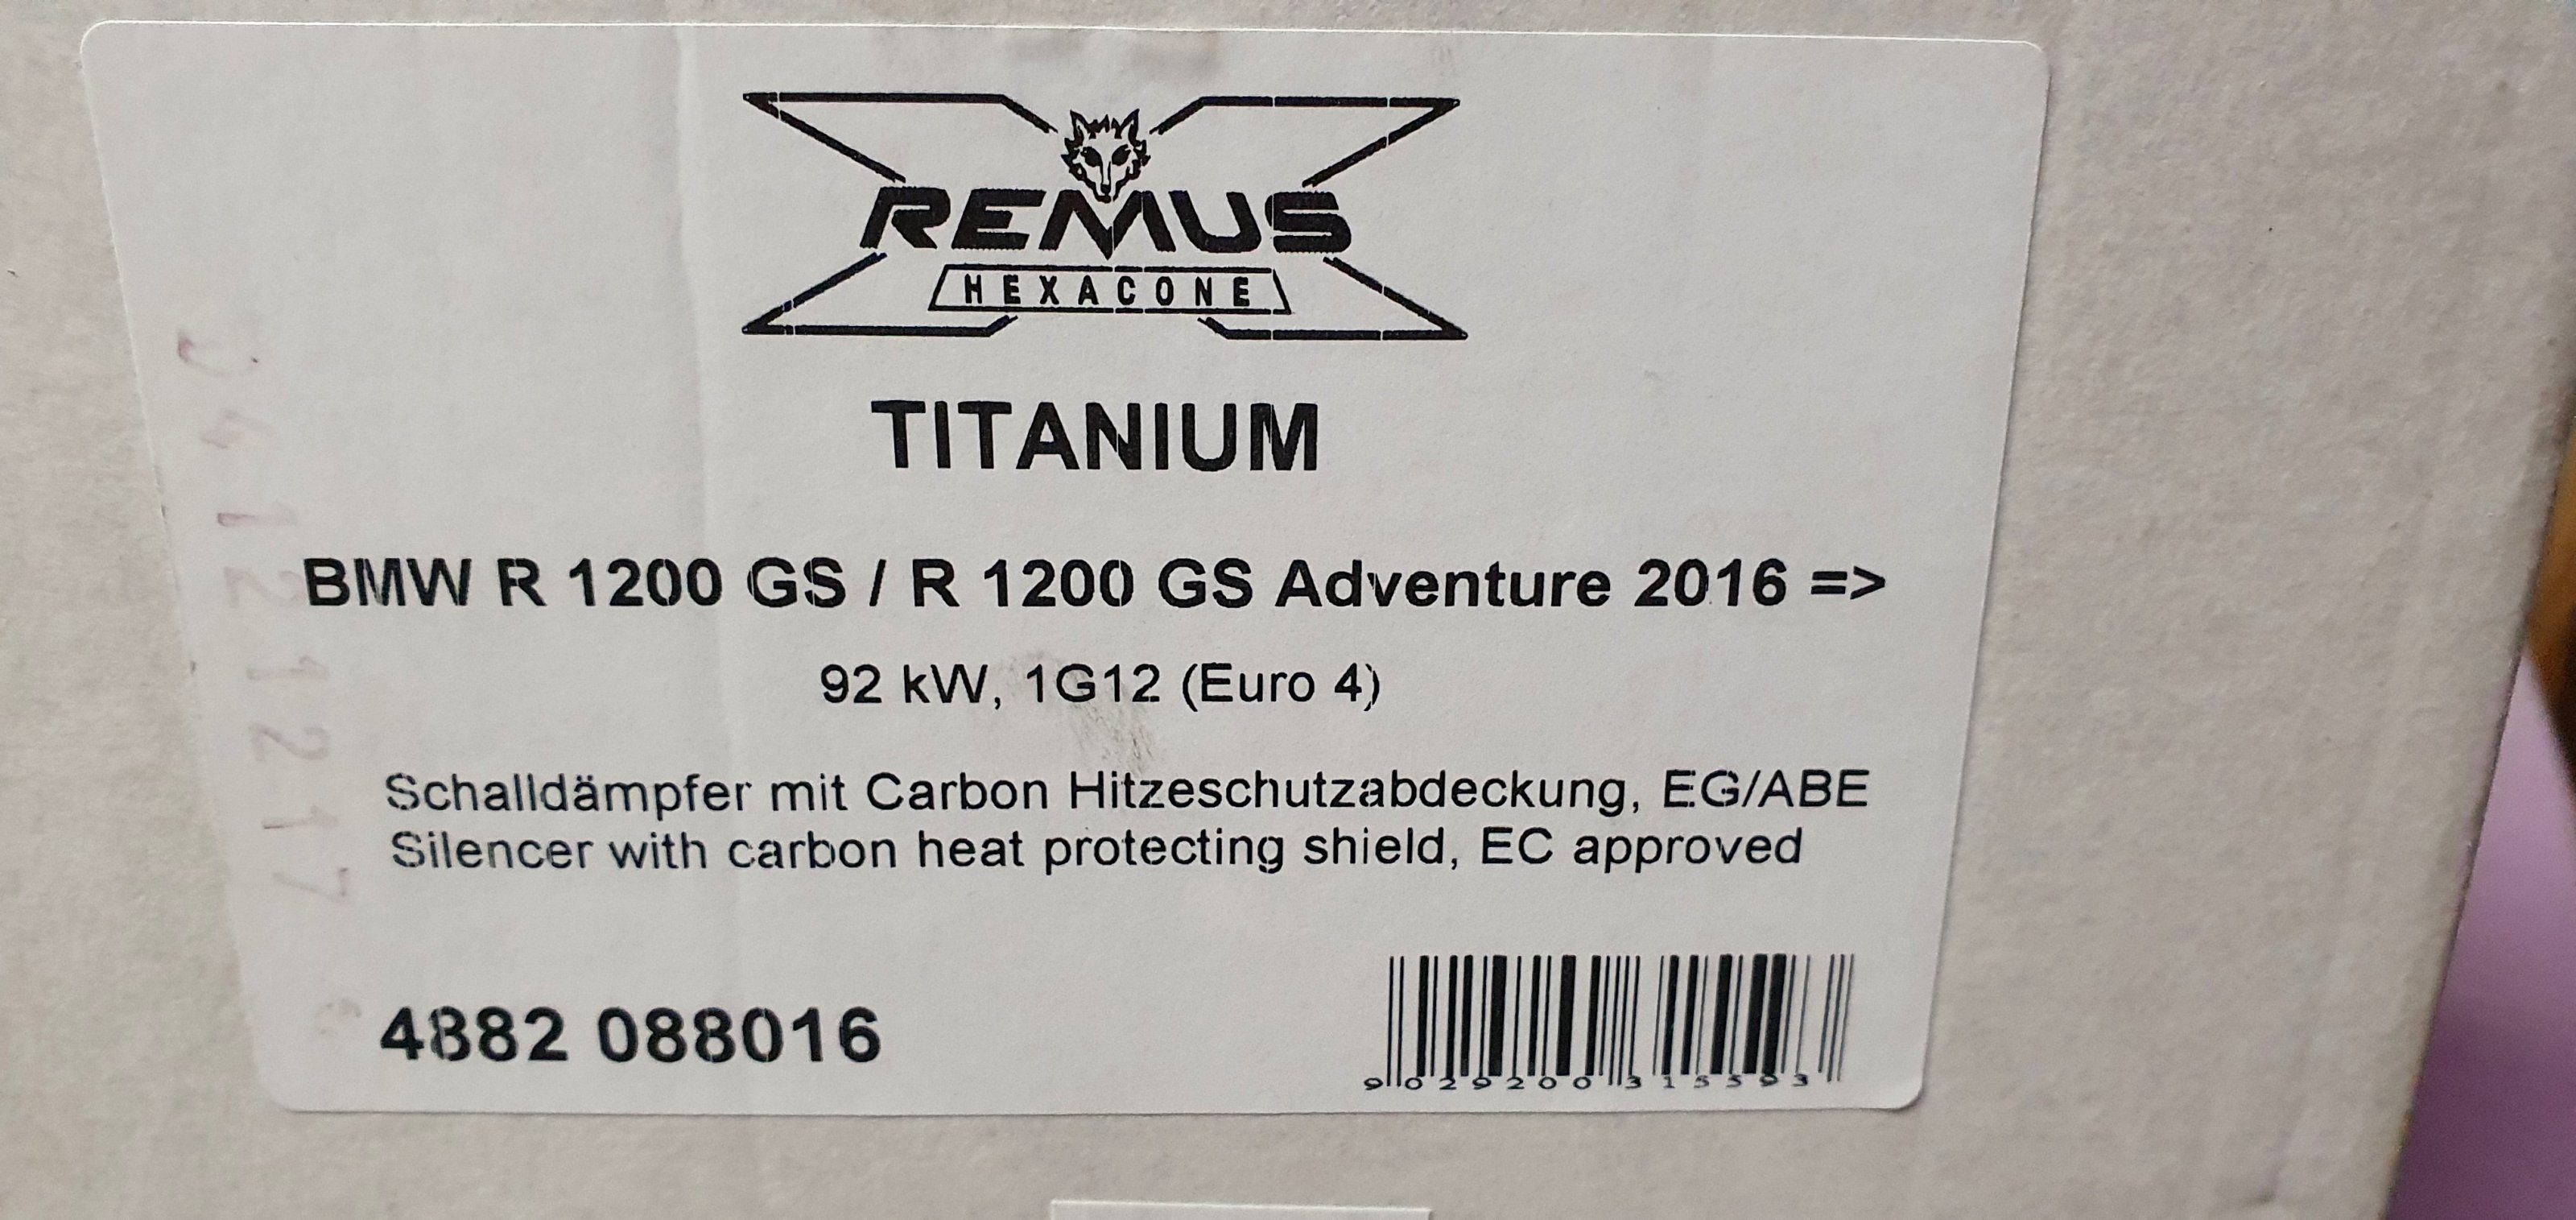 REMUS
HEXACONE
TITANIUM
BMW R 1200 GS / R 1200 GS Adventure 2016 =>
92 kW, 1G12 (Euro 4)
Schalldämpfer mit Carbon Hitzeschutzabdeckung, EG/ABE
Silencer with carbon heat protecting shield, EC approved
4882 088016
9029200315593